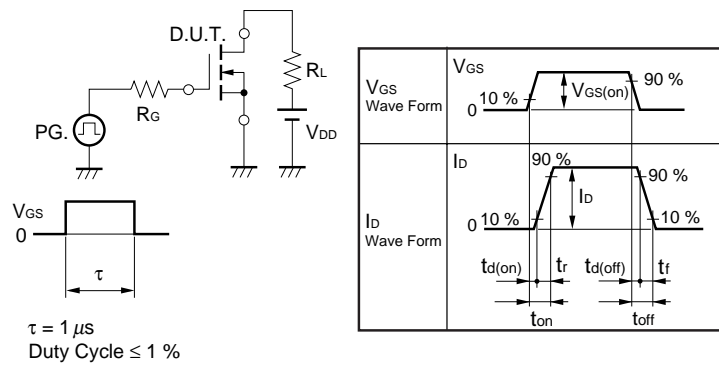 D.U.T.
RL
RG
PG.
VDD
VGS
0
τ
τ = 1 μs
Duty Cycle ≤ 1 %
VGS
Wave Form
VGS
10 %
0
VGS(on)
90 %
ID
Wave Form
ID
90 %
90 %
ID
10 %
0
10 %
td(on)
tr
td(off)
tf
ton
toff